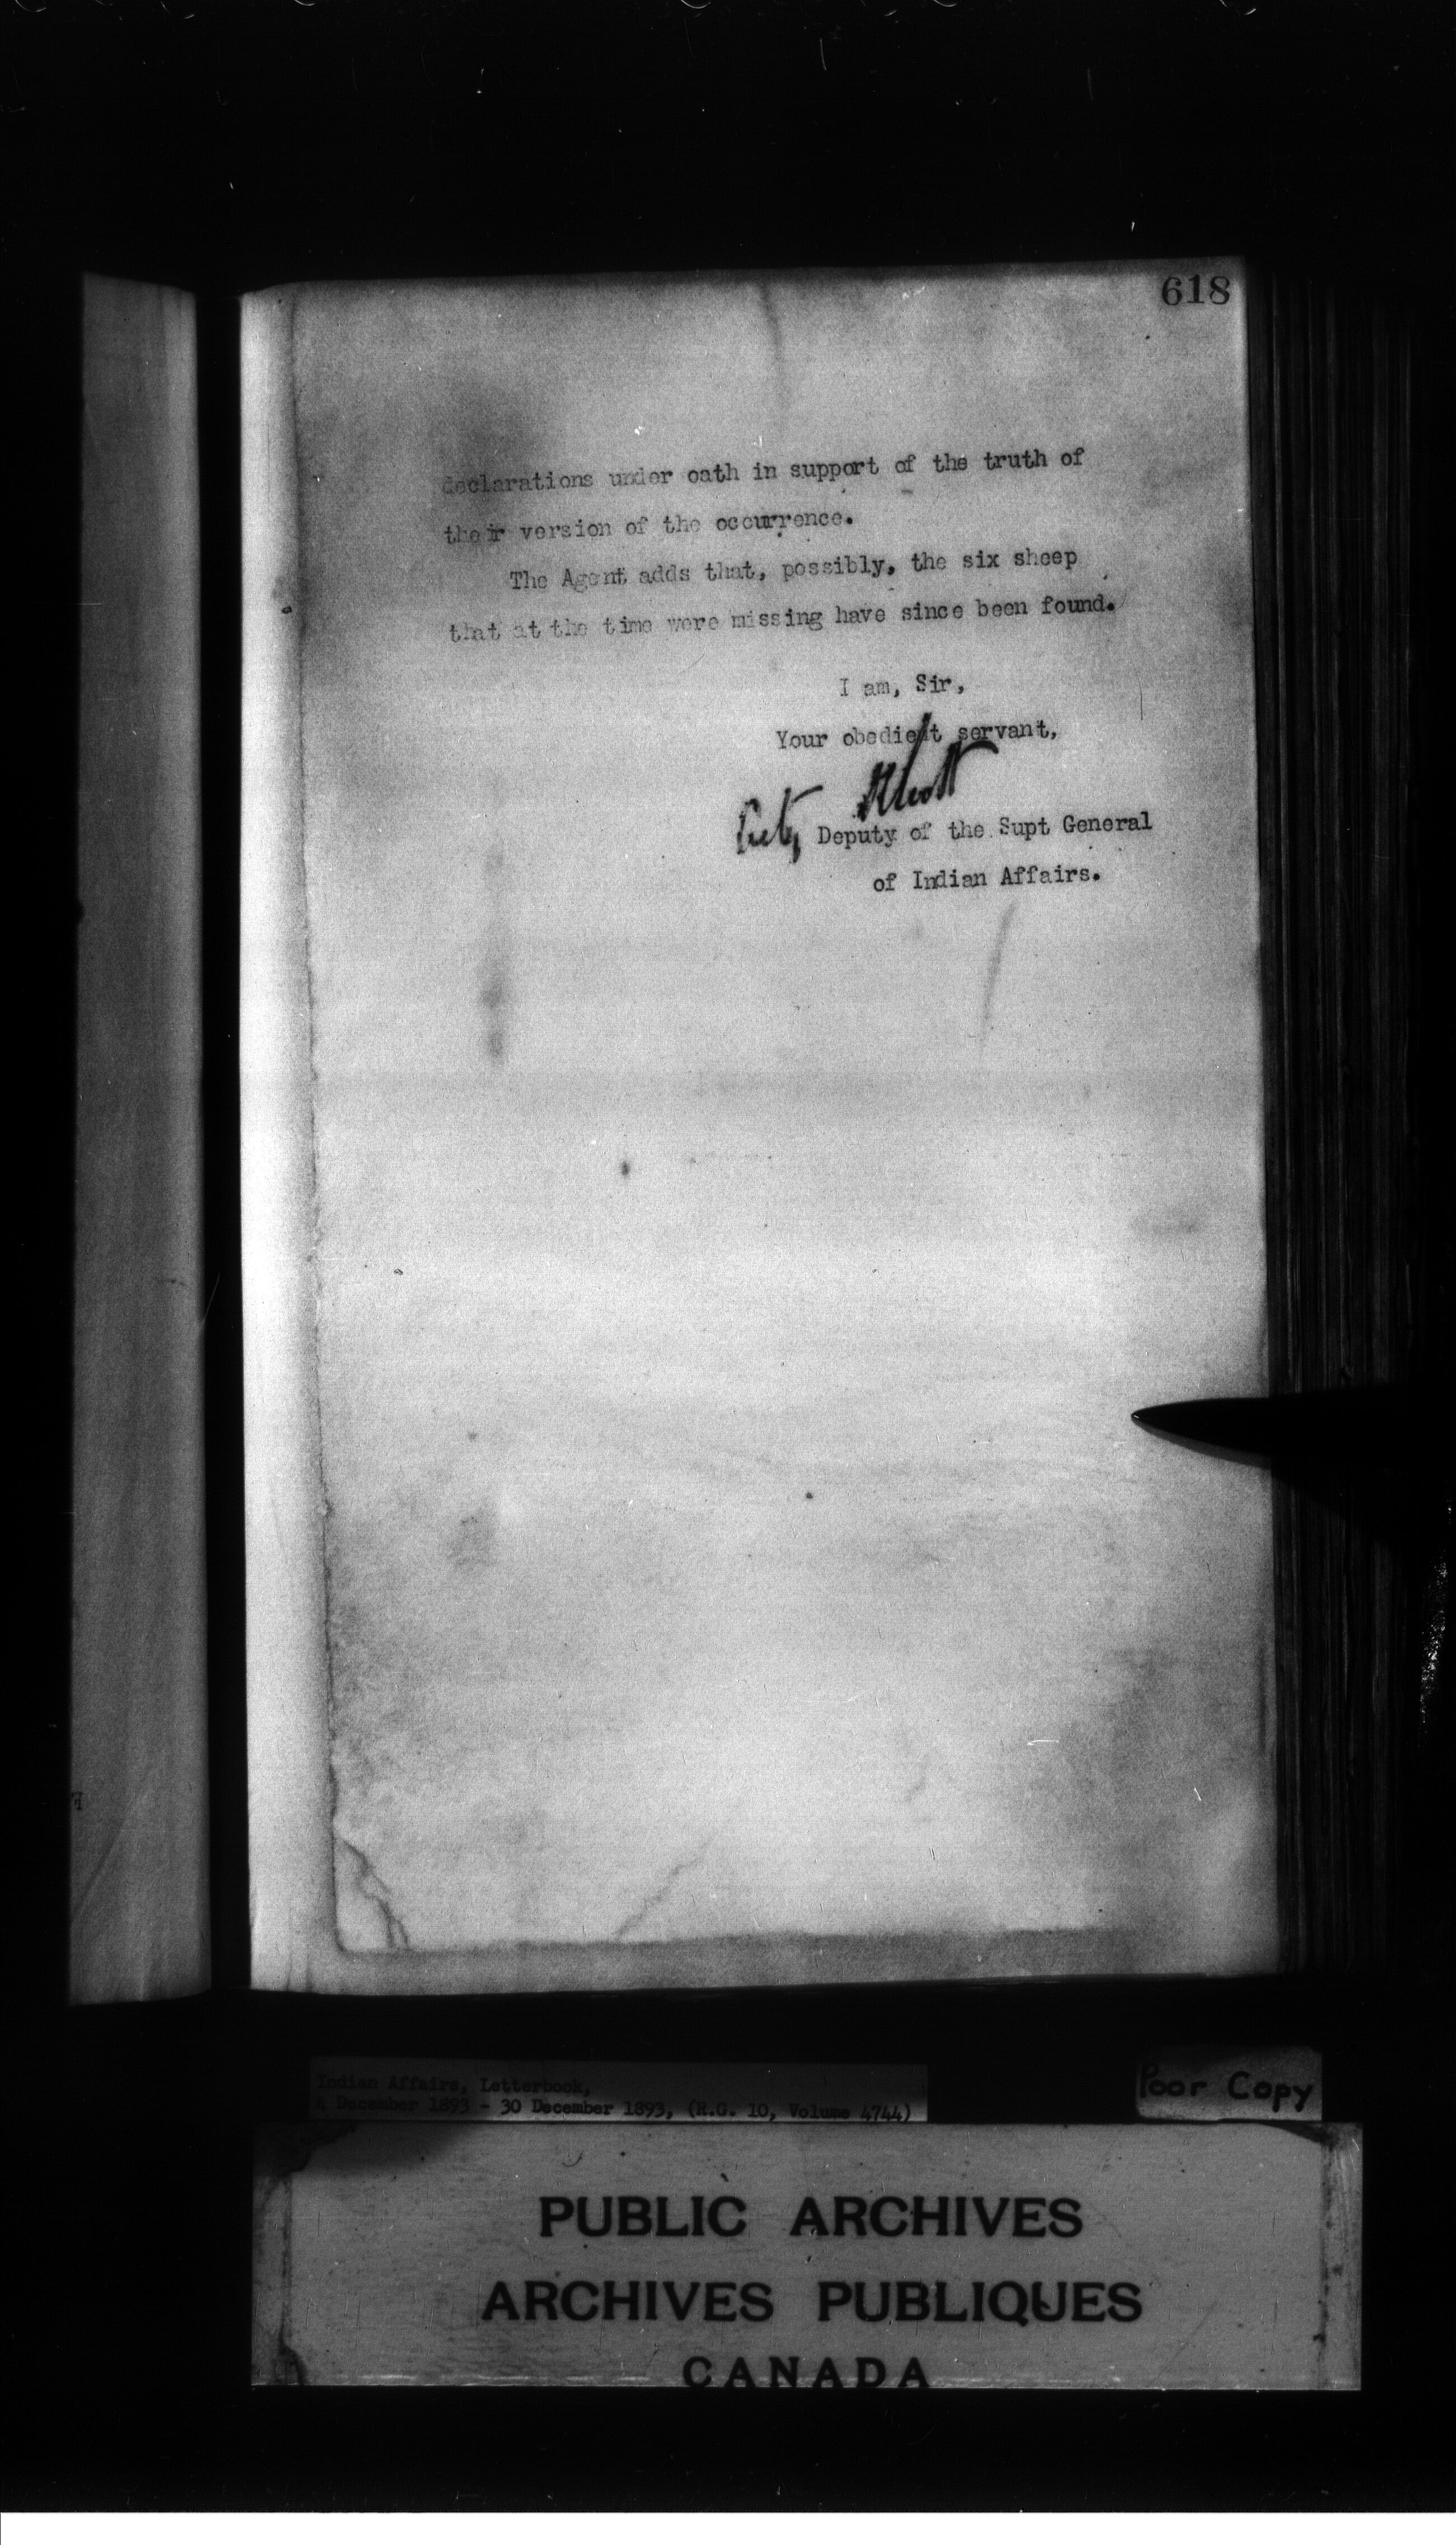 618
declarations under oath in support of the truth of
their version of the occurrence.
The Agent adds that, possibly, the six sheep
that at the time were missing have since been found.
I am, Sir,
Your obedient servant,
Deputy of the Supt General
of Indian Affairs.
Indian Affairs, Letterbook,
December 1893 - 30 December 1893, (R.G. 10, Volume 4744)
Poor Copy
PUBLIC ARCHIVES
ARCHIVES PUBLIQUES
CANADA